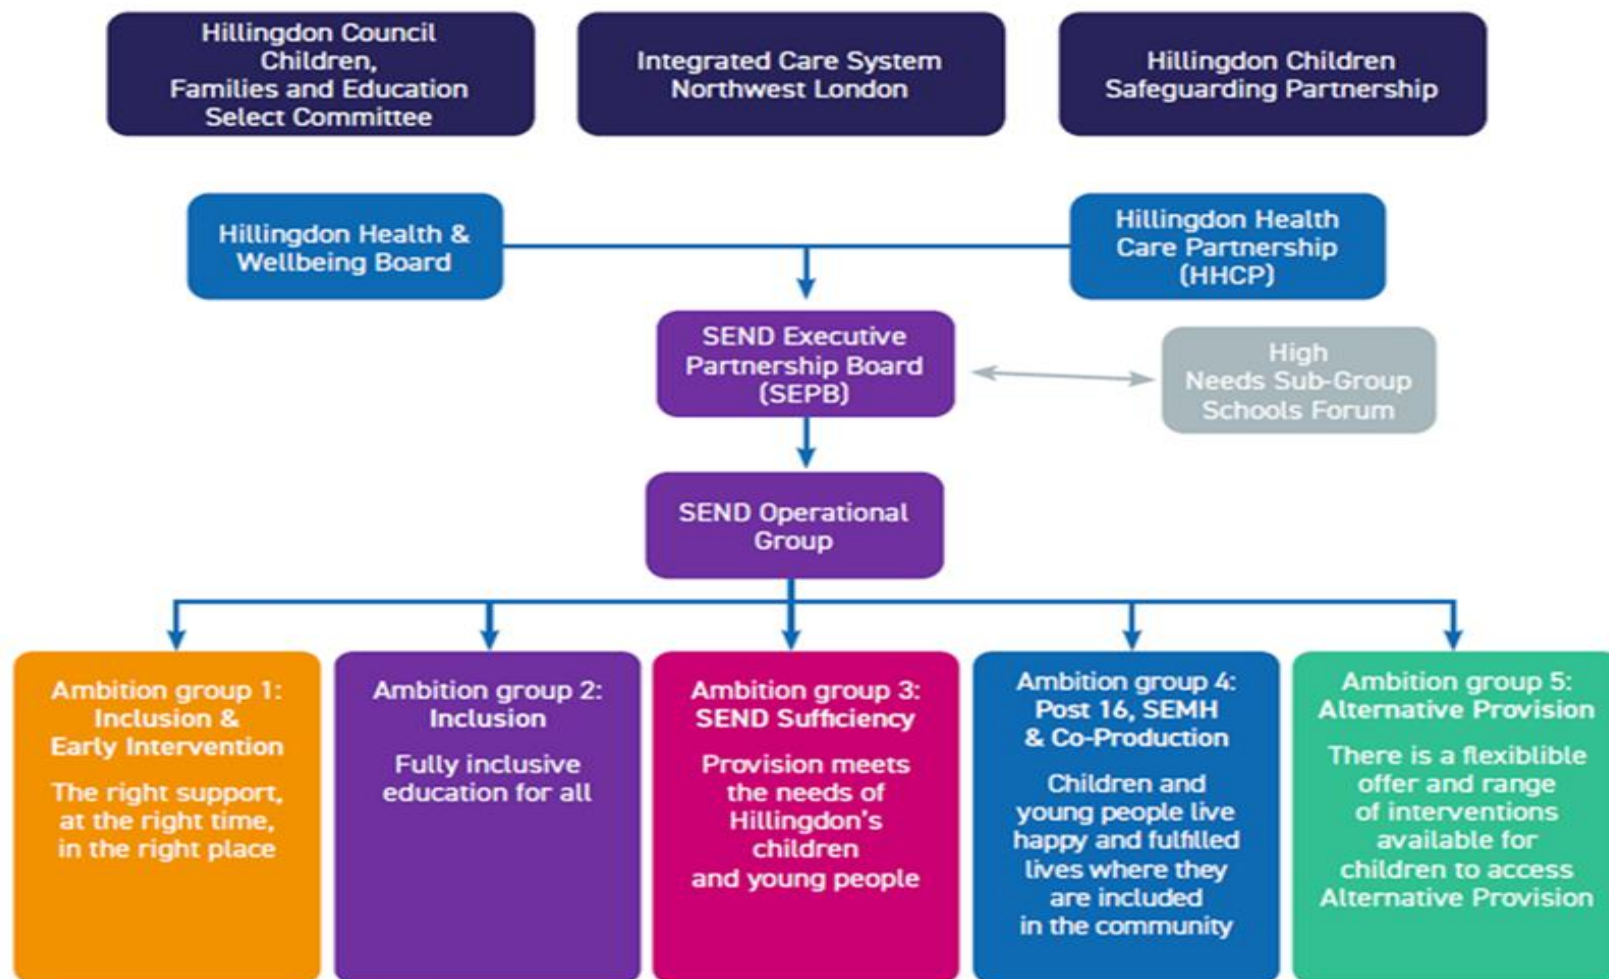 Hillingdon Council
Children,
Families and Education
Select Committee
Integrated Care System
Northwest London
Hillingdon Children
Safeguarding Partnership
Hillingdon Health &
Wellbeing Board
Hillingdon Health
Care Partnership
(HHCP)
SEND Executive
Partnership Board
(SEPB)
High
Needs Sub-Group
Schools Forum
SEND Operational
Group
Ambition group 1:
Inclusion &
Early Intervention
The right support,
at the right time,
in the right place
Ambition group 2:
Inclusion
Fully inclusive
education for all
Ambition group 3:
SEND Sufficiency
Provision meets
the needs of
Hillingdon's
children
and young people
Ambition group 4:
Post 16, SEMH
& Co-Production
Children and
young people live
happy and fulfilled
lives where they
are included
in the community
Ambition group 5:
Alternative Provision
There is a flexiblible
offer and range
of interventions
available for
children to access
Alternative Provision